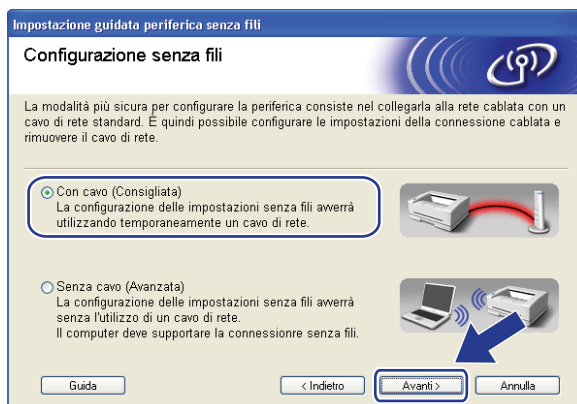 Impostazione guidata periferica senza fili
Configurazione senza fili
La modalità più sicura per configurare la periferica consiste nel collegarla alla rete cablata con un
cavo di rete standard. É quindi possibile configurare le impostazioni della connessione cablata e
rimuovere il cavo di rete.
Con cavo (Consigliata)
La configurazione delle impostazioni senza fili avverrà
utilizzando temporaneamente un cavo di rete.
Senza cavo (Avanzata)
La configurazione delle impostazioni senza fili avverrà
senza l'utilizzo di un cavo di rete.
Il computer deve supportare la connessionre senza fili.
Guida
< Indietro
Avanti >
Annulla